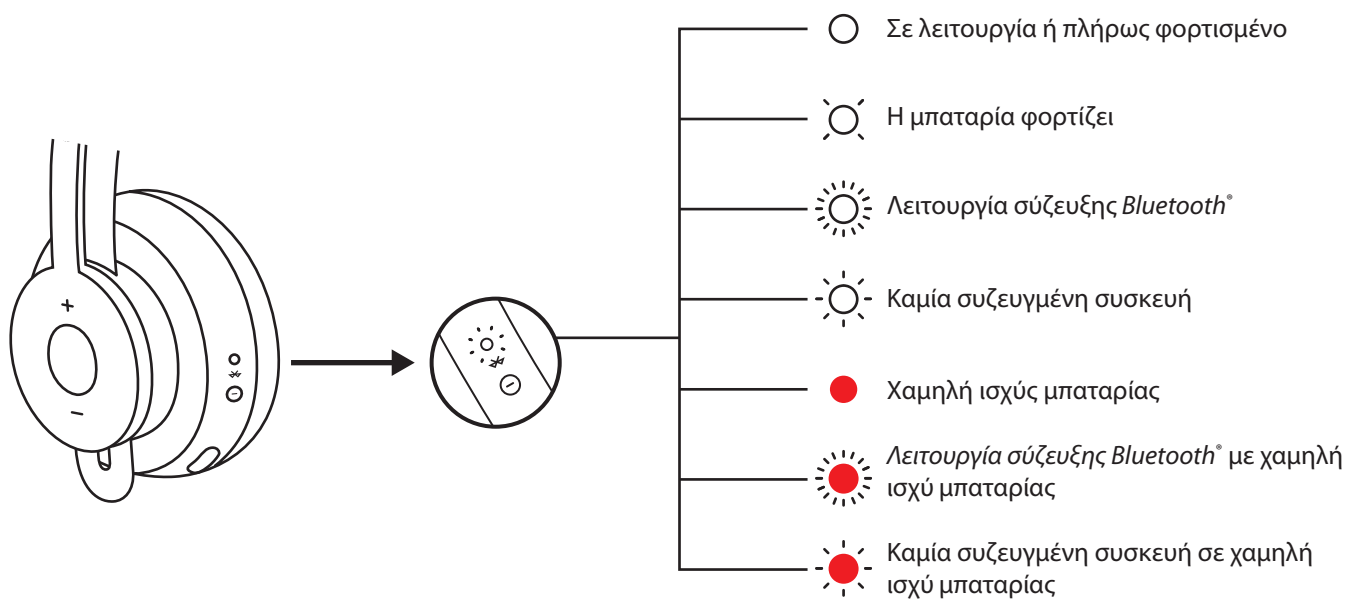 Σε λειτουργία ή πλήρως φορτισμένο
Η μπαταρία φορτίζει
Λειτουργία σύζευξης Bluetooth®
Καμία συζευγμένη συσκευή
Χαμηλή ισχύς μπαταρίας
Λειτουργία σύζευξης Bluetooth® με χαμηλή
ισχύ μπαταρίας
Καμία συζευγμένη συσκευή σε χαμηλή
ισχύ μπαταρίας